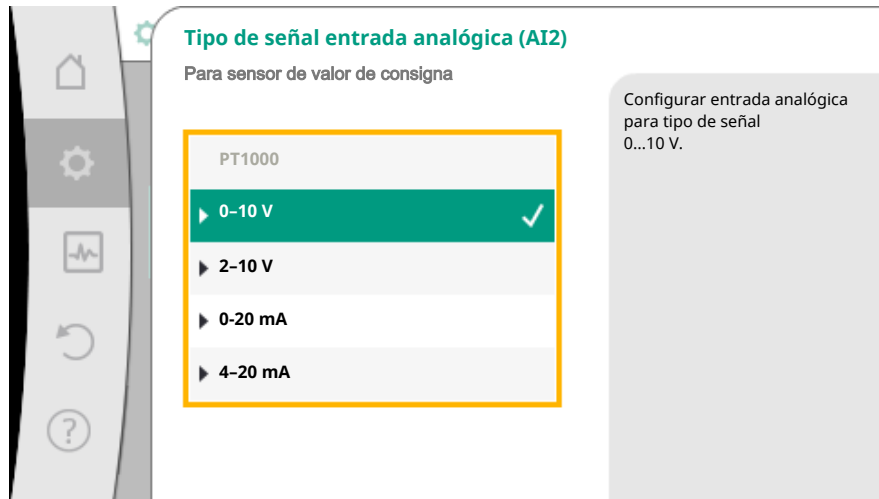 Tipo de señal entrada analógica (AI2)
Para sensor de valor de consigna
PT1000
0–10 V
2–10 V
0-20 mA
4–20 mA
Configurar entrada analógica
para tipo de señal
0...10 V.
?